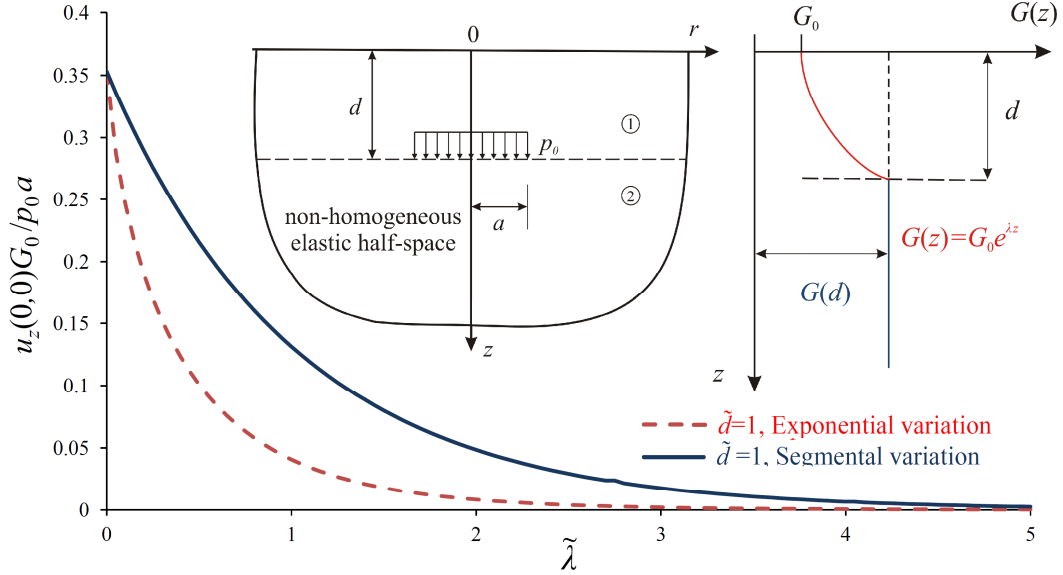 0.4
0.35
0.3
0.25
0.2
0.15
0.1
0.05
0
u_z(0,0)G_0/p_0a
0 1 2 3 4 5
λ̃
0
r
d
①
p_0
②
a
non-homogeneous
elastic half-space
z
G_0
G(z)
d
G(z)=G_0e^{λz}
G(d)
z
d̃=1, Exponential variation
d̃=1, Segmental variation